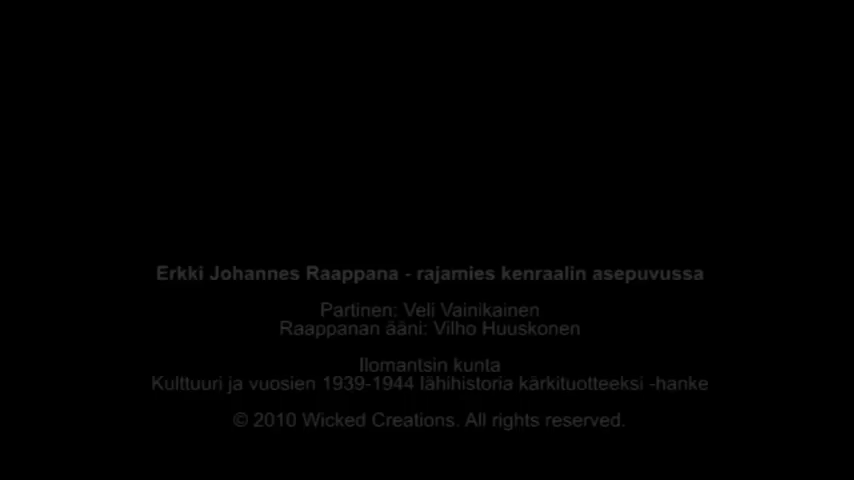 Erkki Johannes Raappana - rajamies kenraalin asepuvussa
Partinen: Veli Vainikainen
Raappanan ääni: Vilho Huuskonen
Ilomantsin kunta
Kulttuuri ja vuosien 1939-1944 lähihistoria kärkituotteeksi -hanke
© 2010 Wicked Creations. All rights reserved.